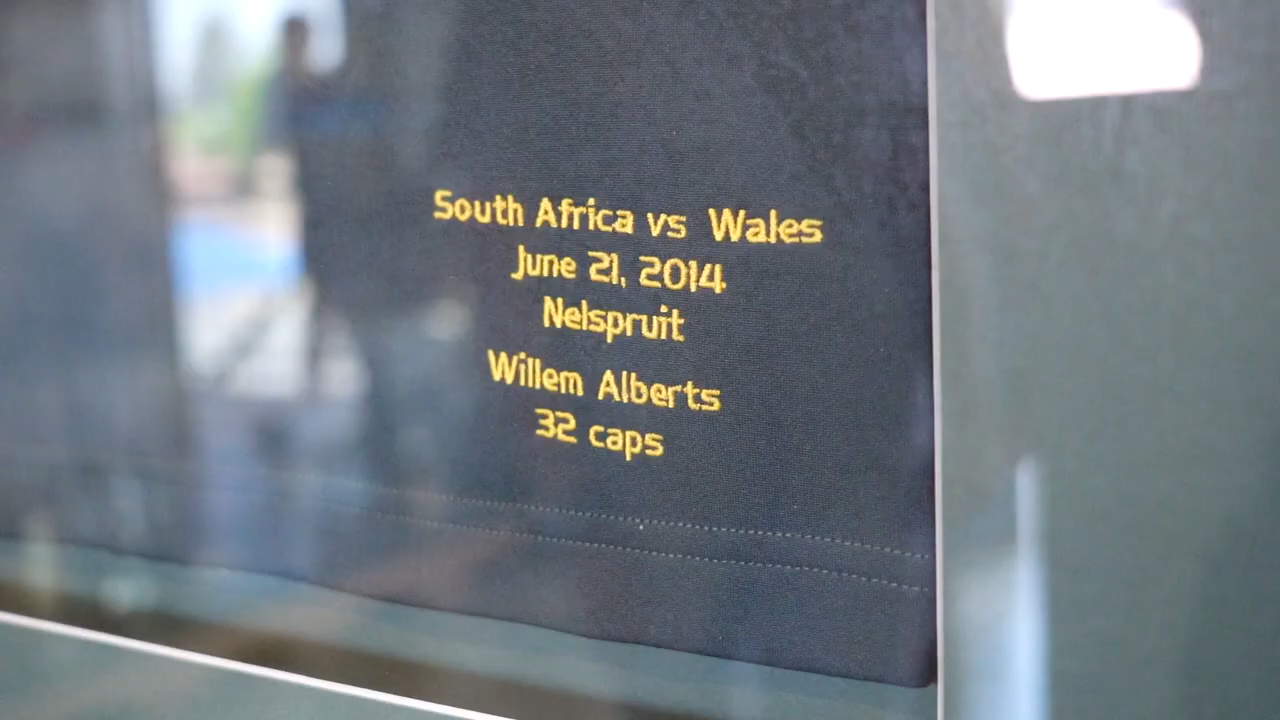 South Africa vs Wales
June 21, 2014
Nelspruit
Willem Alberts
32 caps